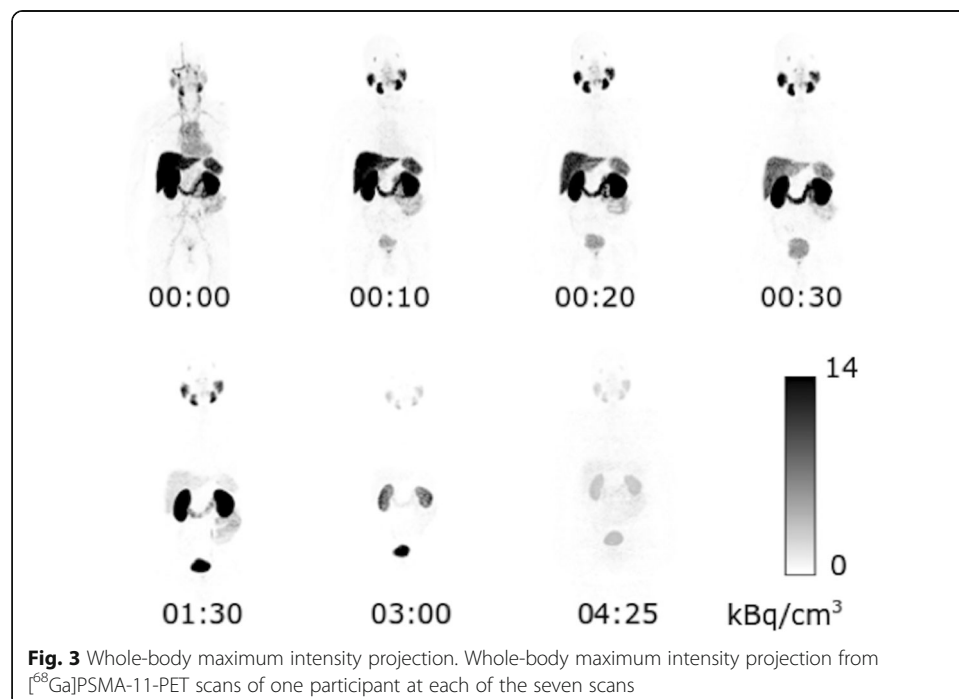 00:00 00:10 00:20 00:30
14
0
01:30 03:00 04:25 kBq/cm³
Fig. 3 Whole-body maximum intensity projection. Whole-body maximum intensity projection from
[⁶⁸Ga]PSMA-11-PET scans of one participant at each of the seven scans